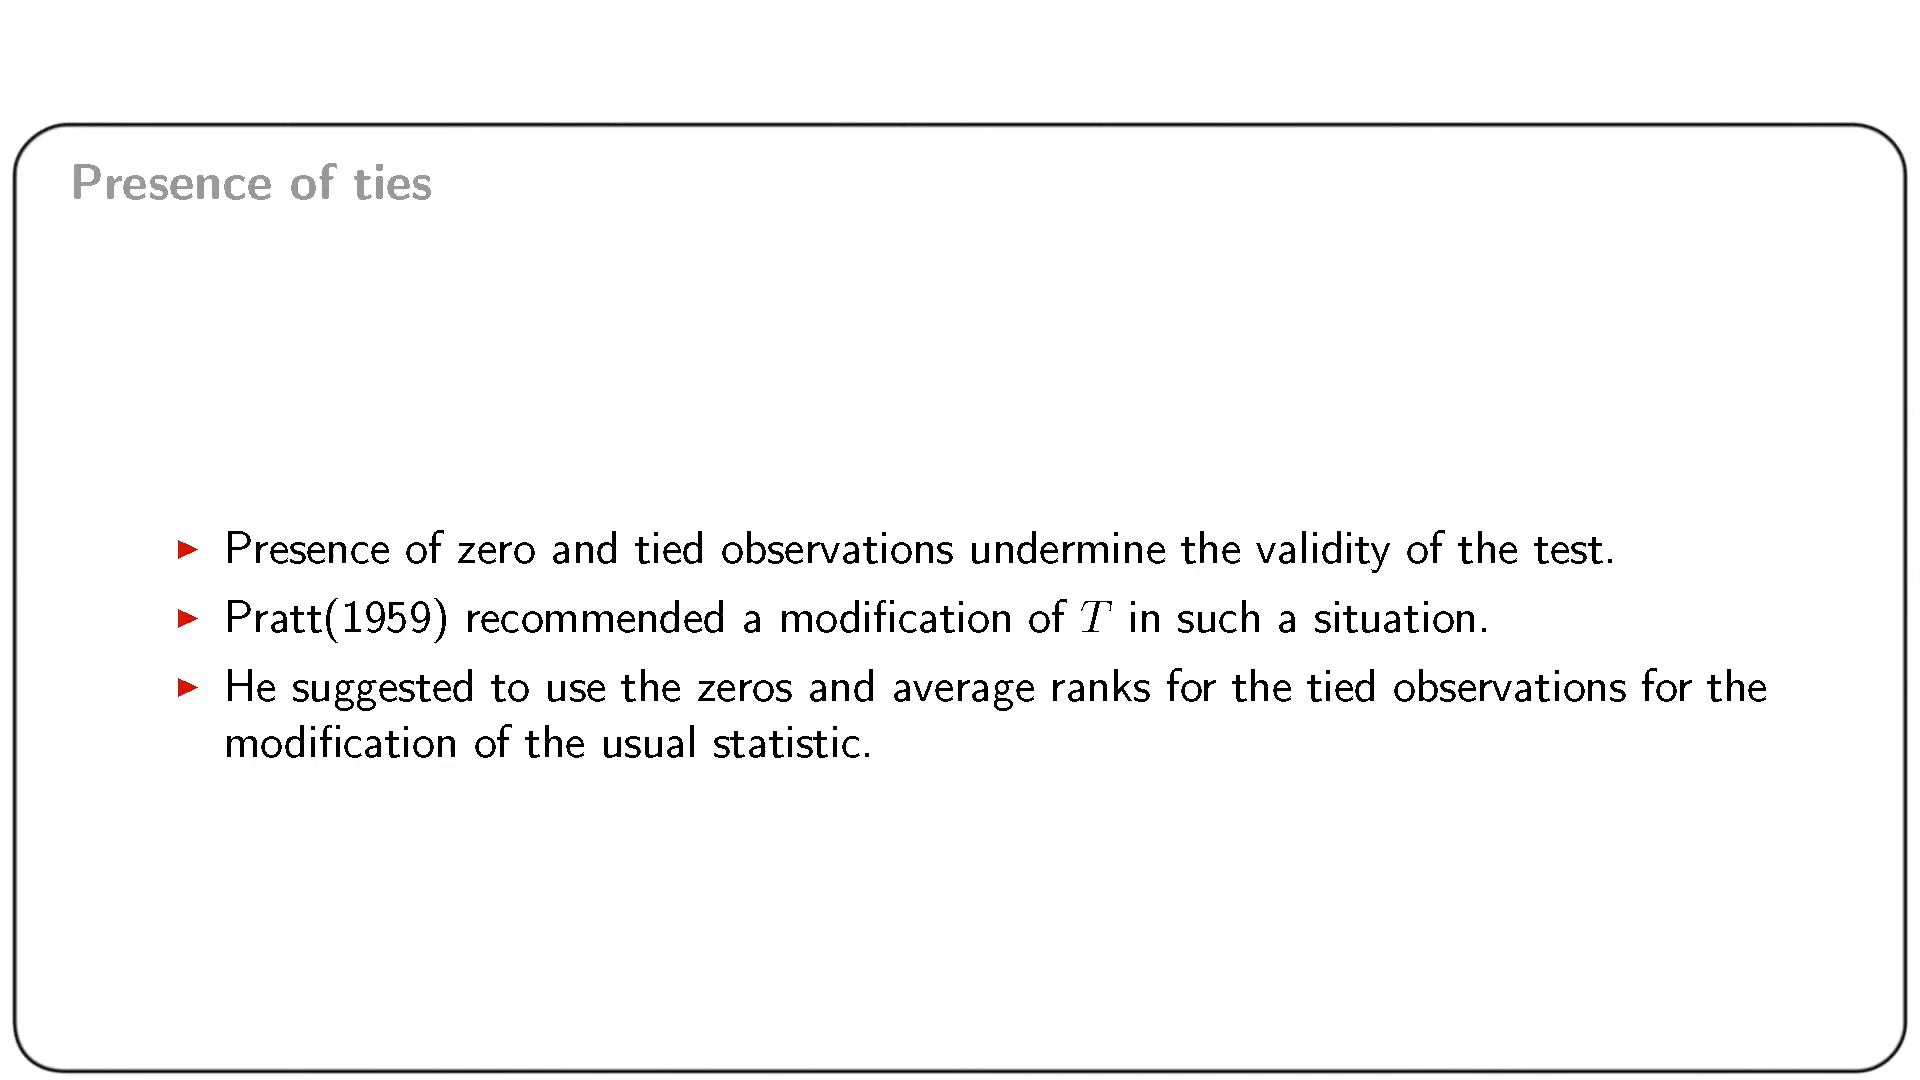 Presence of ties
▶ Presence of zero and tied observations undermine the validity of the test.
▶ Pratt(1959) recommended a modification of T in such a situation.
▶ He suggested to use the zeros and average ranks for the tied observations for the
modification of the usual statistic.